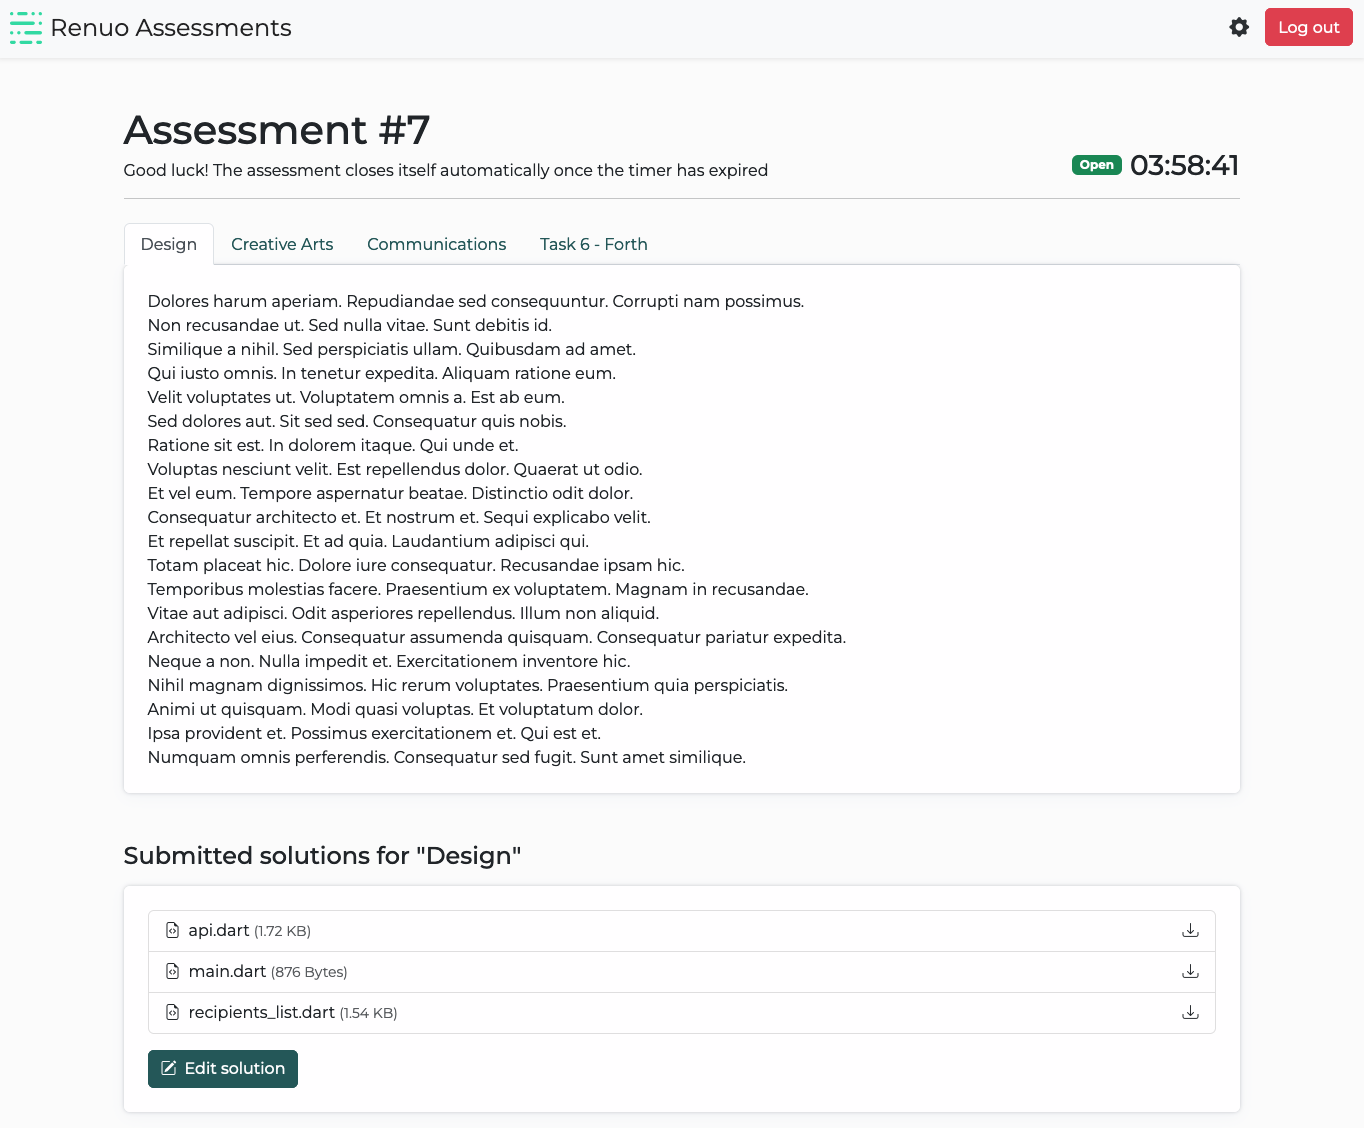 Renuo Assessments
Log out
Assessment #7
Good luck! The assessment closes itself automatically once the timer has expired
Open 03:58:41
Design Creative Arts Communications Task 6 - Forth
Dolores harum aperiam. Repudiandae sed consequuntur. Corrupti nam possimus.
Non recusandae ut. Sed nulla vitae. Sunt debitis id.
Similique a nihil. Sed perspiciatis ullam. Quibusdam ad amet.
Qui iusto omnis. In tenetur expedita. Aliquam ratione eum.
Velit voluptates ut. Voluptatem omnis a. Est ab eum.
Sed dolores aut. Sit sed sed. Consequatur quis nobis.
Ratione sit est. In dolorem itaque. Qui unde et.
Voluptas nesciunt velit. Est repellendus dolor. Quaerat ut odio.
Et vel eum. Tempore aspernatur beatae. Distinctio odit dolor.
Consequatur architecto et. Et nostrum et. Sequi explicabo velit.
Et repellat suscipit. Et ad quia. Laudantium adipisci qui.
Totam placeat hic. Dolore iure consequatur. Recusandae ipsam hic.
Temporibus molestias facere. Praesentium ex voluptatem. Magnam in recusandae.
Vitae aut adipisci. Odit asperiores repellendus. Illum non aliquid.
Architecto vel eius. Consequatur assumenda quisquam. Consequatur pariatur expedita.
Neque a non. Nulla impedit et. Exercitationem inventore hic.
Nihil magnam dignissimos. Hic rerum voluptates. Praesentium quia perspiciatis.
Animi ut quisquam. Modi quasi voluptas. Et voluptatum dolor.
Ipsa provident et. Possimus exercitationem et. Qui est et.
Numquam omnis perferendis. Consequatur sed fugit. Sunt amet similique.
Submitted solutions for "Design"
api.dart (1.72 KB)
main.dart (876 Bytes)
recipients_list.dart (1.54 KB)
Edit solution